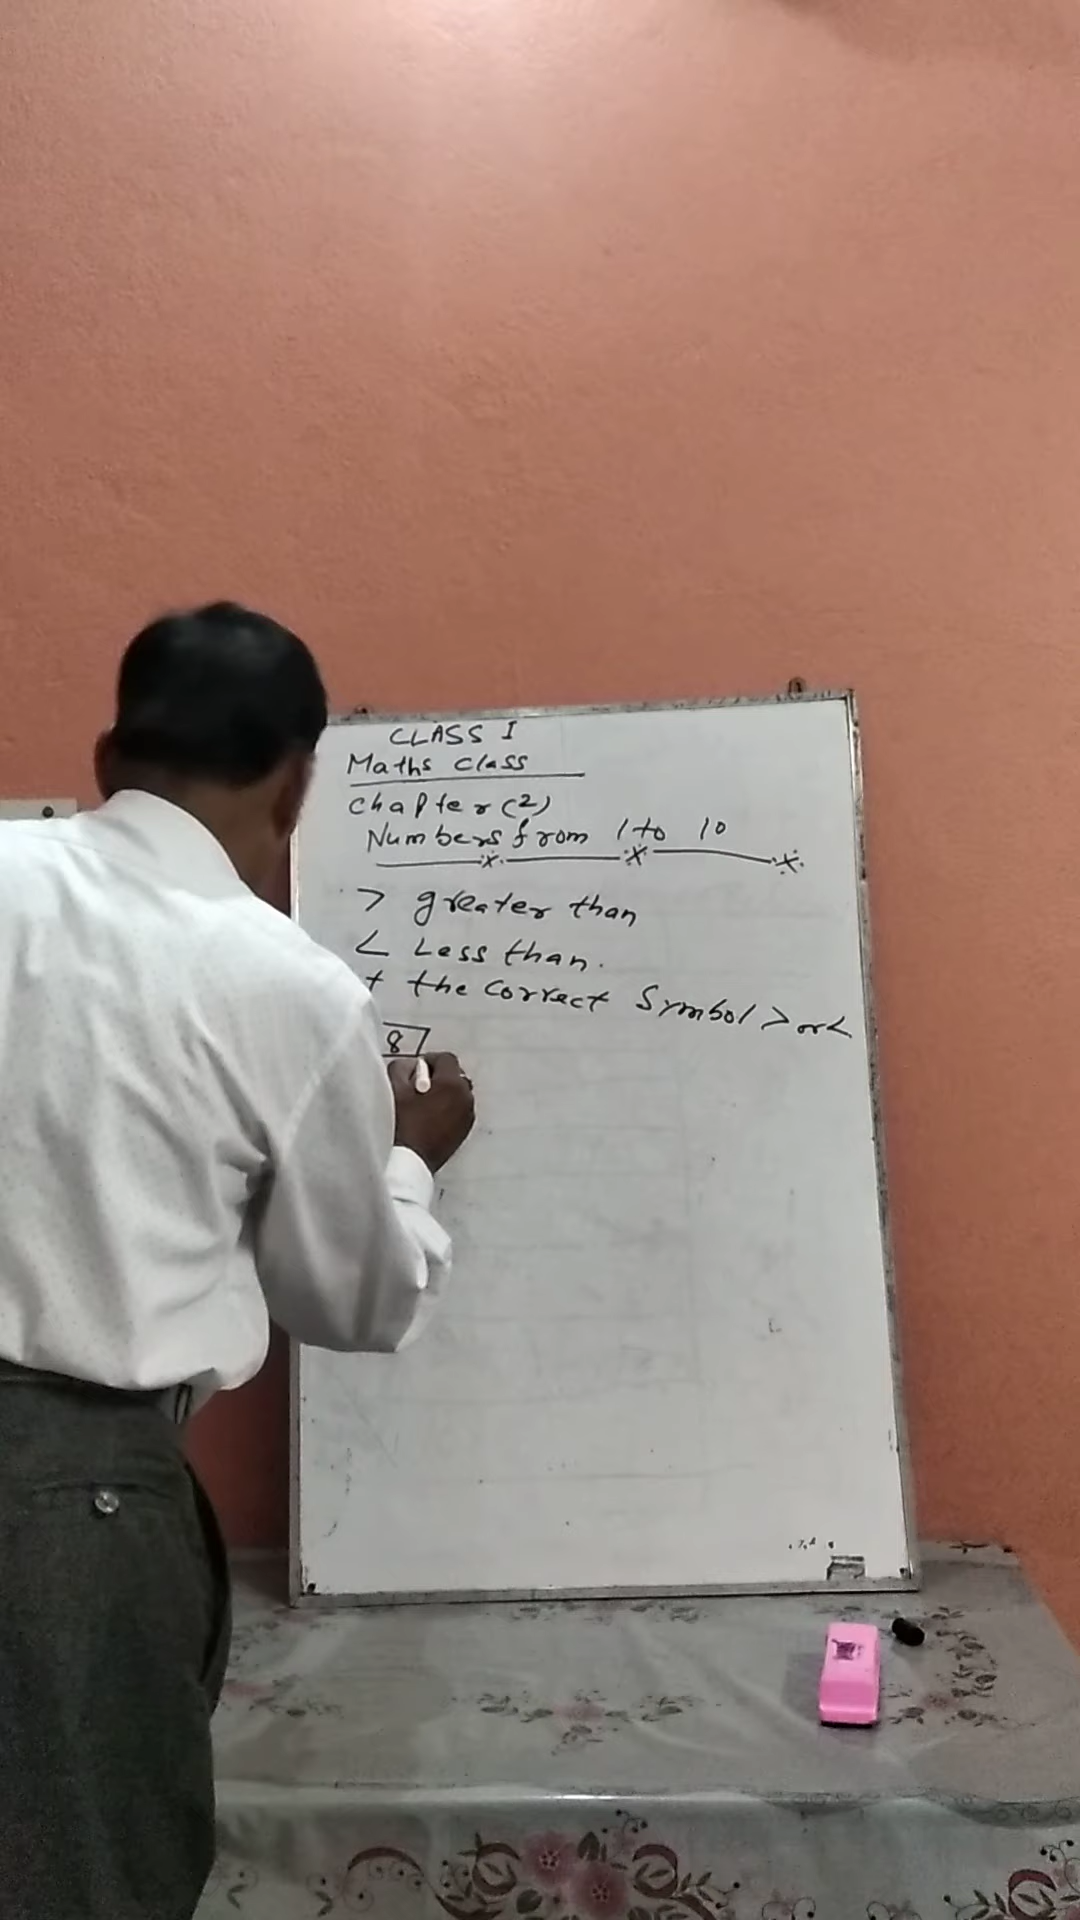 CLASS I
Maths class
Chapter (2)
Numbers from 1 to 10
> greater than
< Less than.
the correct Symbol > or <
8